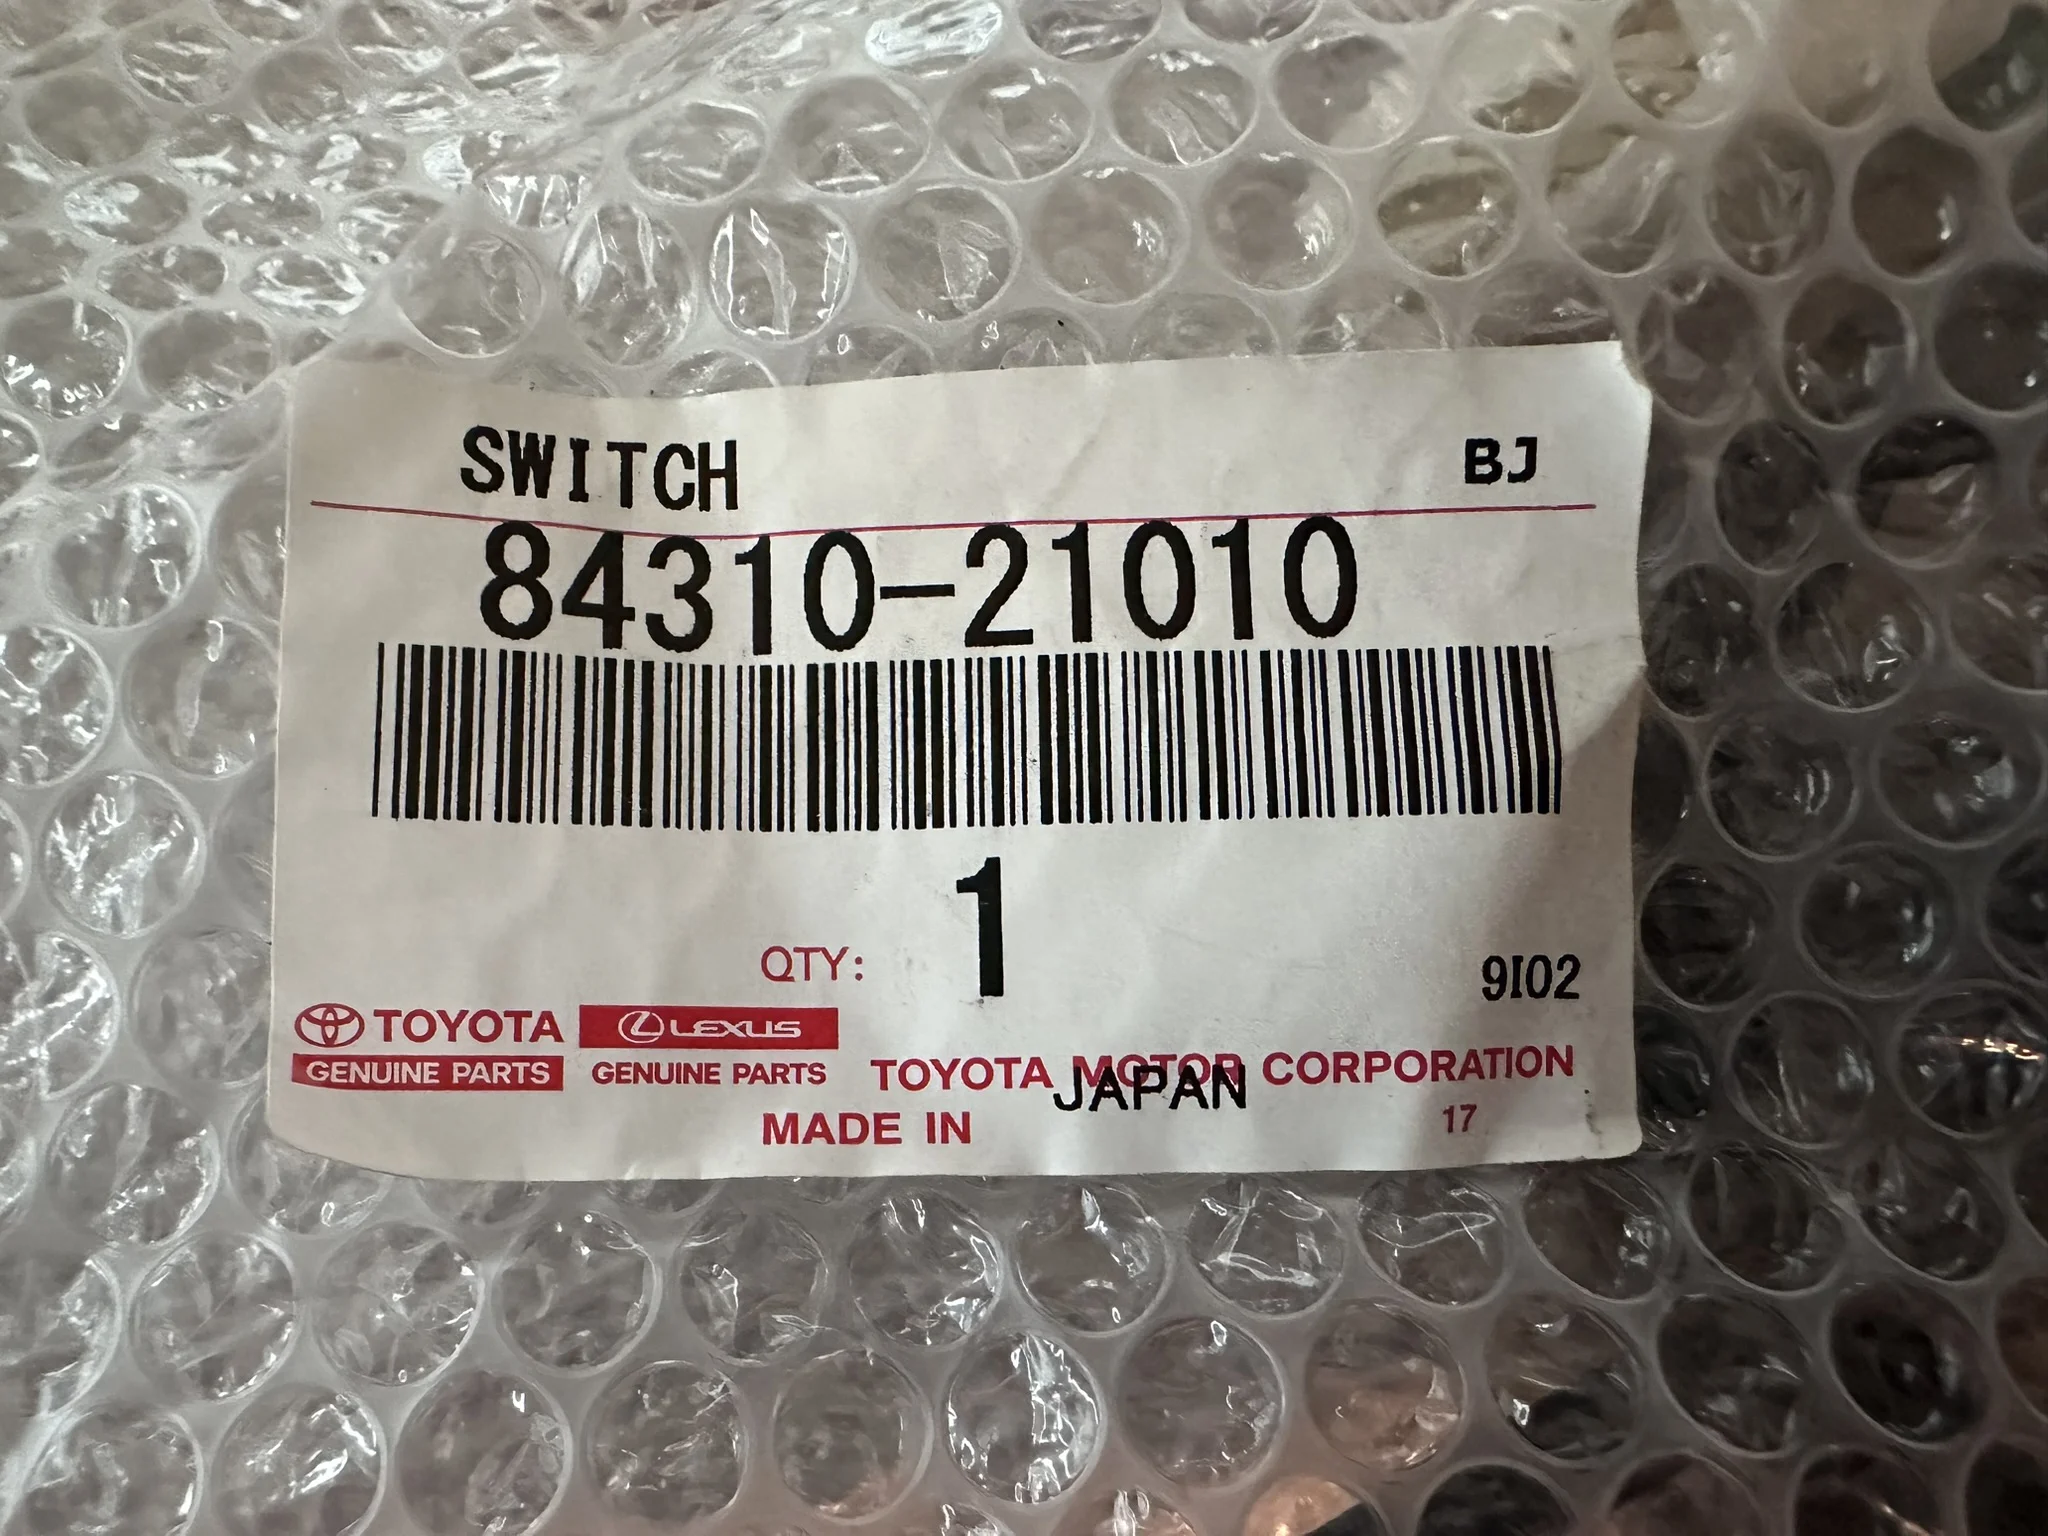 SWITCH BJ
84310-21010
1
QTY:
9I02
TOYOTA LEXUS
GENUINE PARTS GENUINE PARTS TOYOTA MOTOR CORPORATION
MADE IN JAPAN 17